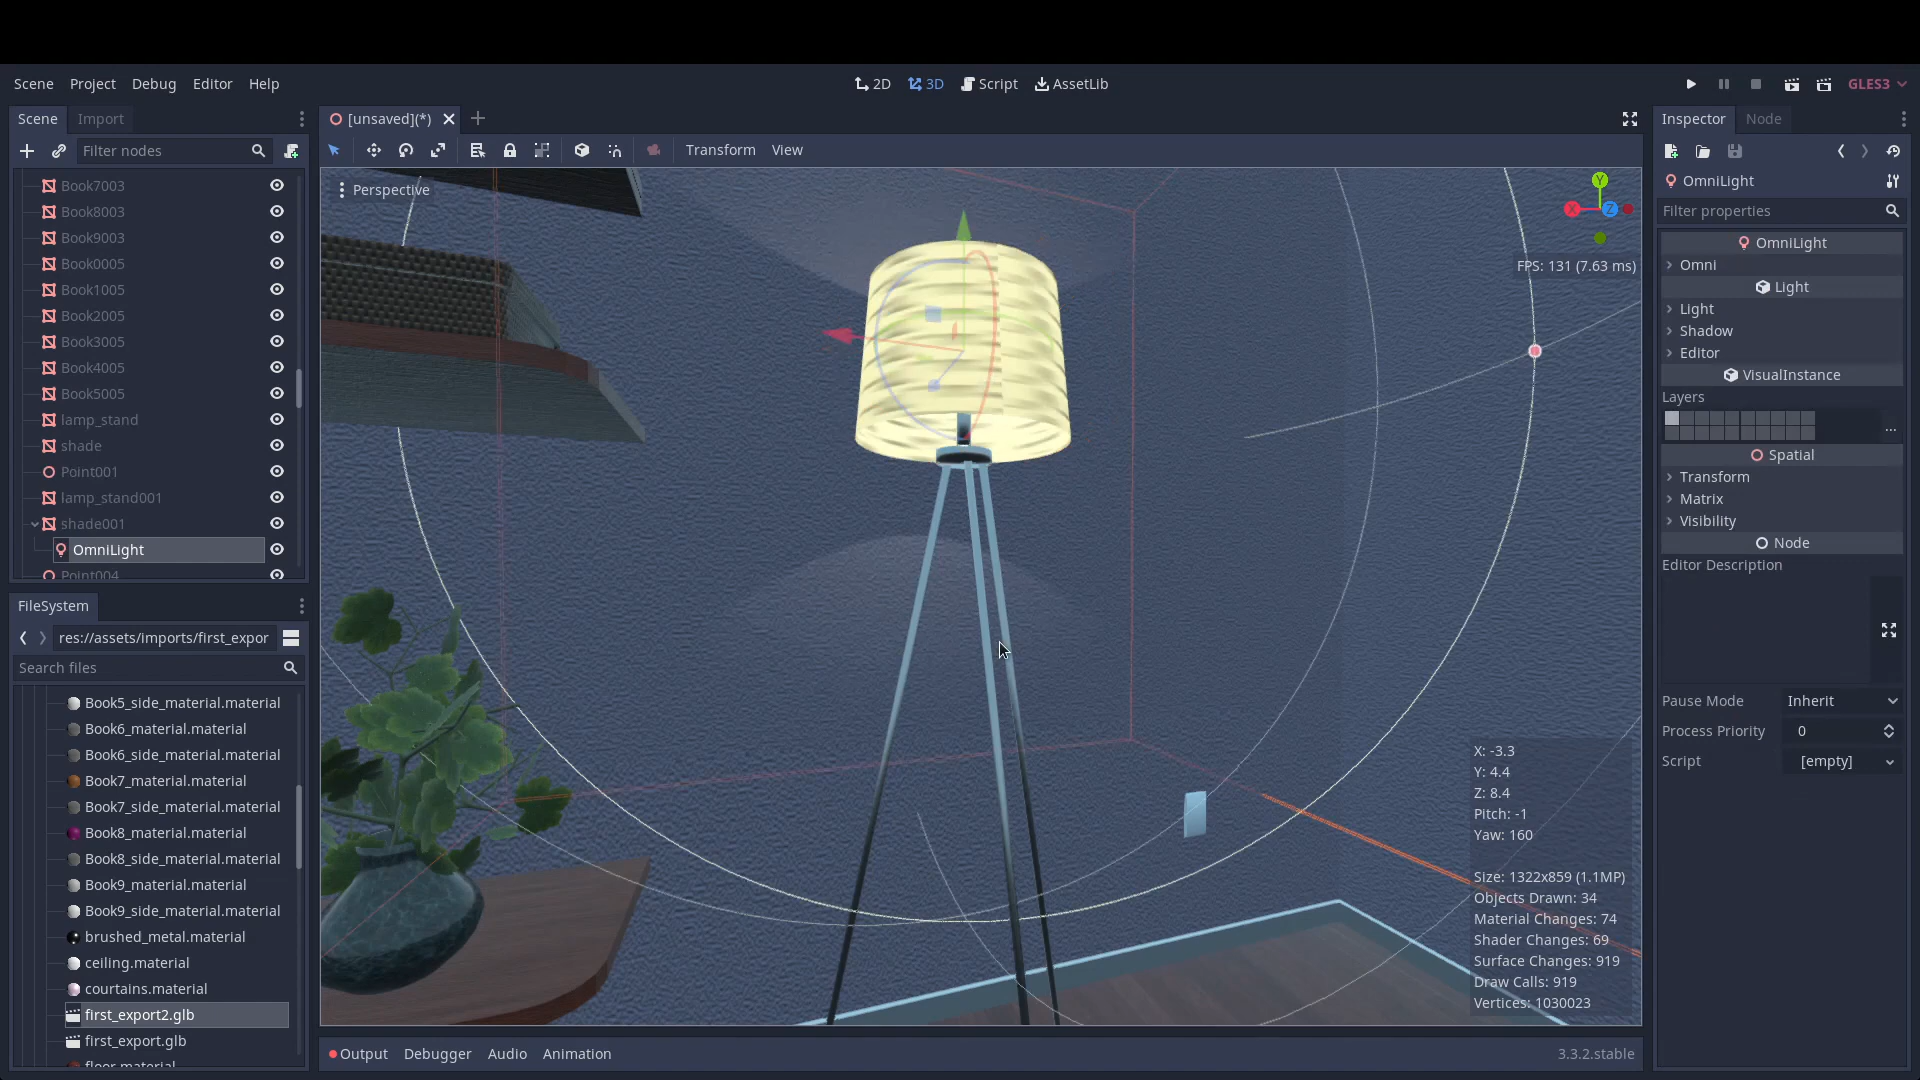 Scene Project Debug Editor Help 2D 3D Script AssetLib GLES3
Scene Import
Filter nodes
Book7003
Book8003
Book9003
Book0005
Book1005
Book2005
Book3005
Book4005
Book5005
lamp_stand
shade
Point001
lamp_stand001
shade001
OmniLight
Point004
FileSystem
res://assets/imports/first_expor
Search files
Book5_side_material.material
Book6_material.material
Book6_side_material.material
Book7_material.material
Book7_side_material.material
Book8_material.material
Book8_side_material.material
Book9_material.material
Book9_side_material.material
brushed_metal.material
ceiling.material
courtains.material
first_export2.glb
first_export.glb
floor.material
[unsaved](*)
Transform View
Perspective
Y
X Z
FPS: 131 (7.63 ms)
X: -3.3
Y: 4.4
Z: 8.4
Pitch: -1
Yaw: 160
Size: 1322x859 (1.1MP)
Objects Drawn: 34
Material Changes: 74
Shader Changes: 69
Surface Changes: 919
Draw Calls: 919
Vertices: 1030023
Output Debugger Audio Animation 3.3.2.stable
Inspector Node
OmniLight
Filter properties
OmniLight
Omni
Light
Light
Shadow
Editor
VisualInstance
Layers
...
Spatial
Transform
Matrix
Visibility
Node
Editor Description
Pause Mode Inherit
Process Priority 0
Script [empty]